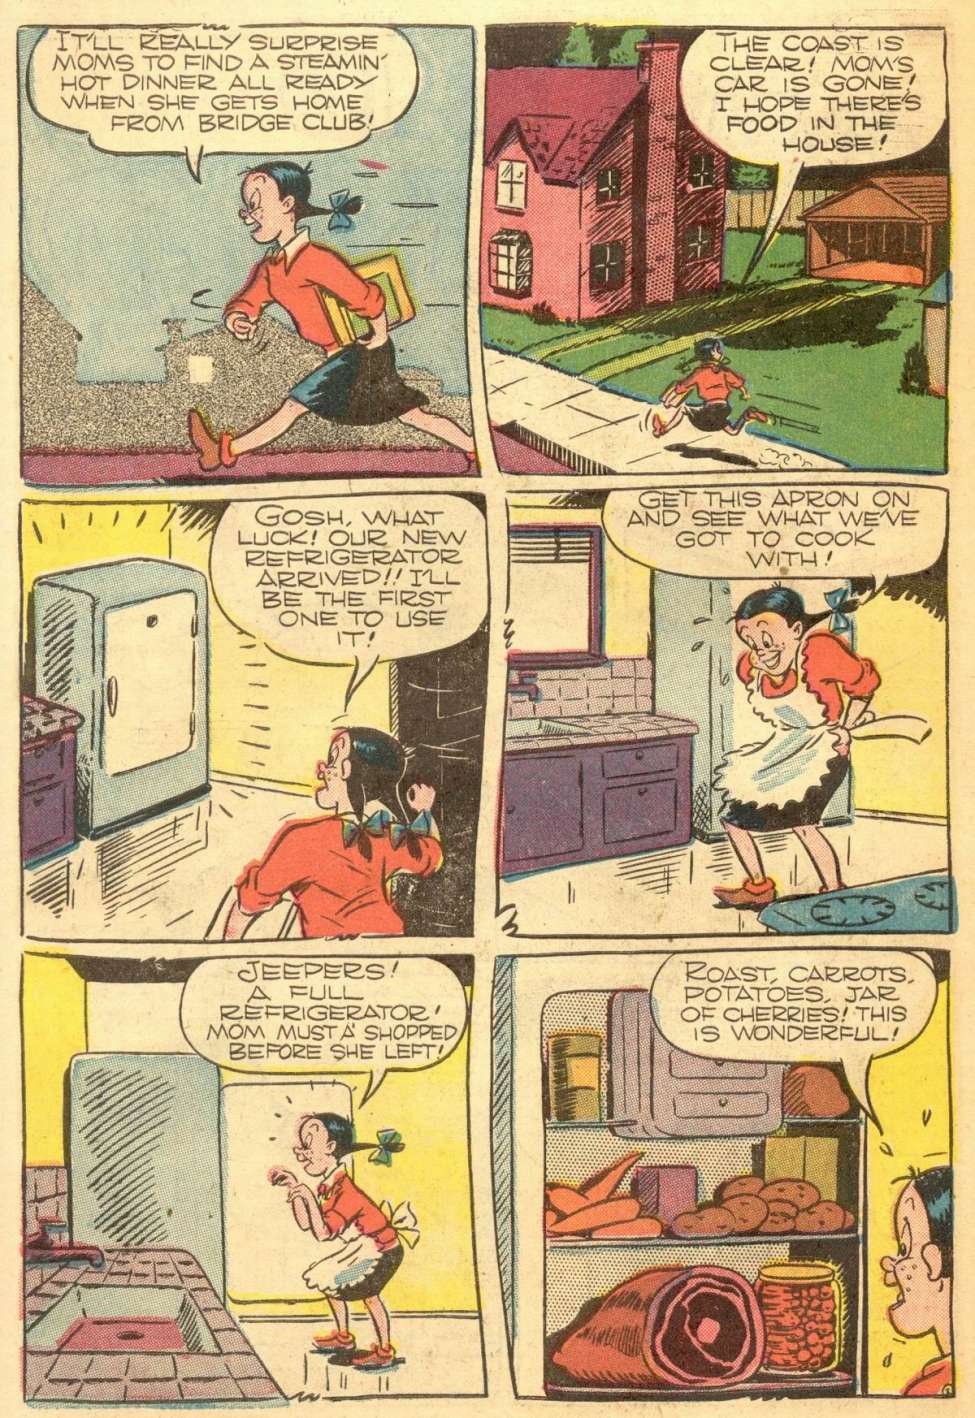 IT'LL REALLY SURPRISE
MOMS TO FIND A STEAMIN'
HOT DINNER ALL READY
WHEN SHE GETS HOME
FROM BRIDGE CLUB!
THE COAST IS
CLEAR! MOM'S
CAR IS GONE!
I HOPE THERE'S
FOOD IN THE
HOUSE!
GOSH, WHAT
LUCK! OUR NEW
REFRIGERATOR
ARRIVED!! I'LL
BE THE FIRST
ONE TO USE
IT!
GET THIS APRON ON
AND SEE WHAT WE'VE
GOT TO COOK
WITH!
JEEPERS!
A FULL
REFRIGERATOR!
MOM MUST A' SHOPPED
BEFORE SHE LEFT!
ROAST, CARROTS,
POTATOES, JAR
OF CHERRIES! THIS
IS WONDERFUL!